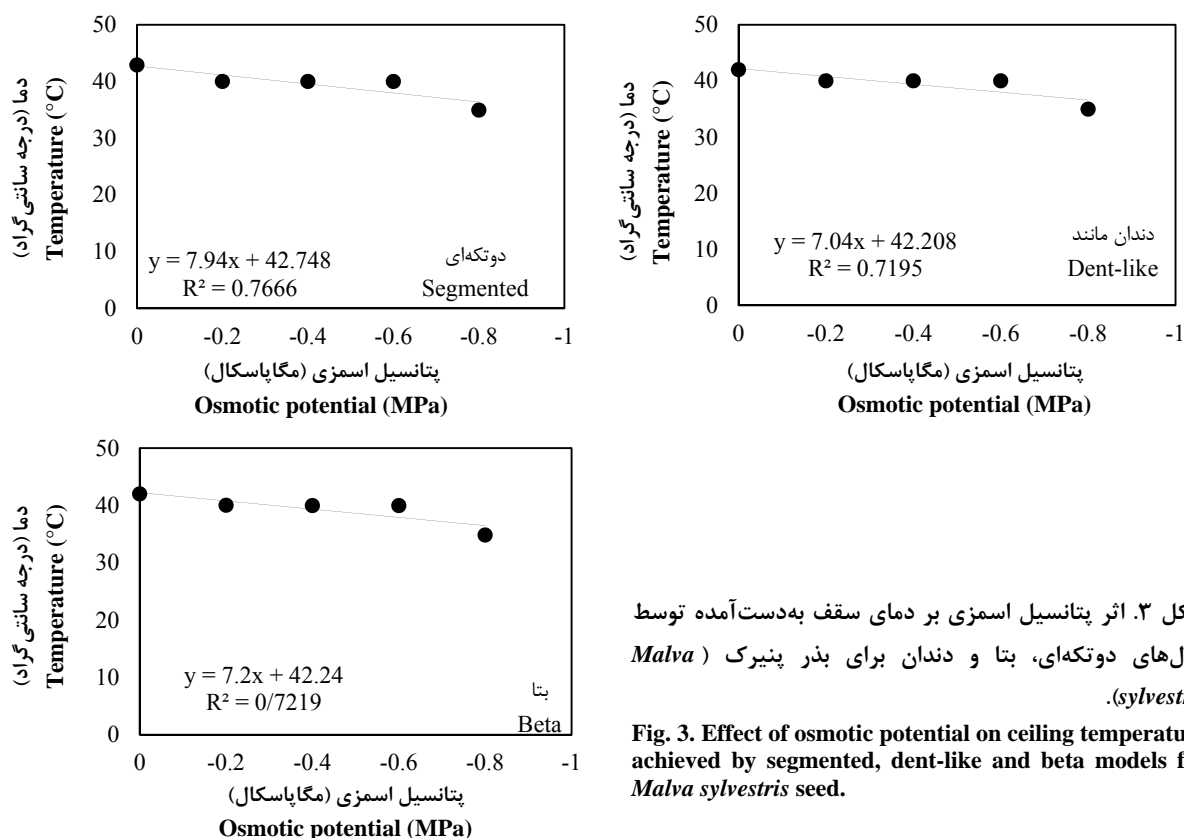 50
40
30
20
10
0
دما (درجه سانتی‌گراد)
Temperature (°C)
y = 7.94x + 42.748
R² = 0.7666
دوتکه‌ای
Segmented
0 -0.2 -0.4 -0.6 -0.8 -1
پتانسیل اسمزی (مگاپاسکال)
Osmotic potential (MPa)
50
40
30
20
10
0
دما (درجه سانتی‌گراد)
Temperature (°C)
y = 7.04x + 42.208
R² = 0.7195
دندان مانند
Dent-like
0 -0.2 -0.4 -0.6 -0.8 -1
پتانسیل اسمزی (مگاپاسکال)
Osmotic potential (MPa)
50
40
30
20
10
0
دما (درجه سانتی‌گراد)
Temperature (°C)
y = 7.2x + 42.24
R² = 0/7219
بتا
Beta
0 -0.2 -0.4 -0.6 -0.8 -1
پتانسیل اسمزی (مگاپاسکال)
Osmotic potential (MPa)
کل ۳. اثر پتانسیل اسمزی بر دمای سقف به‌دست‌آمده توسط
ل‌های دوتکه‌ای، بتا و دندان برای بذر پنیرک (Malva
sylvestr).
Fig. 3. Effect of osmotic potential on ceiling temperatu
achieved by segmented, dent-like and beta models f
Malva sylvestris seed.